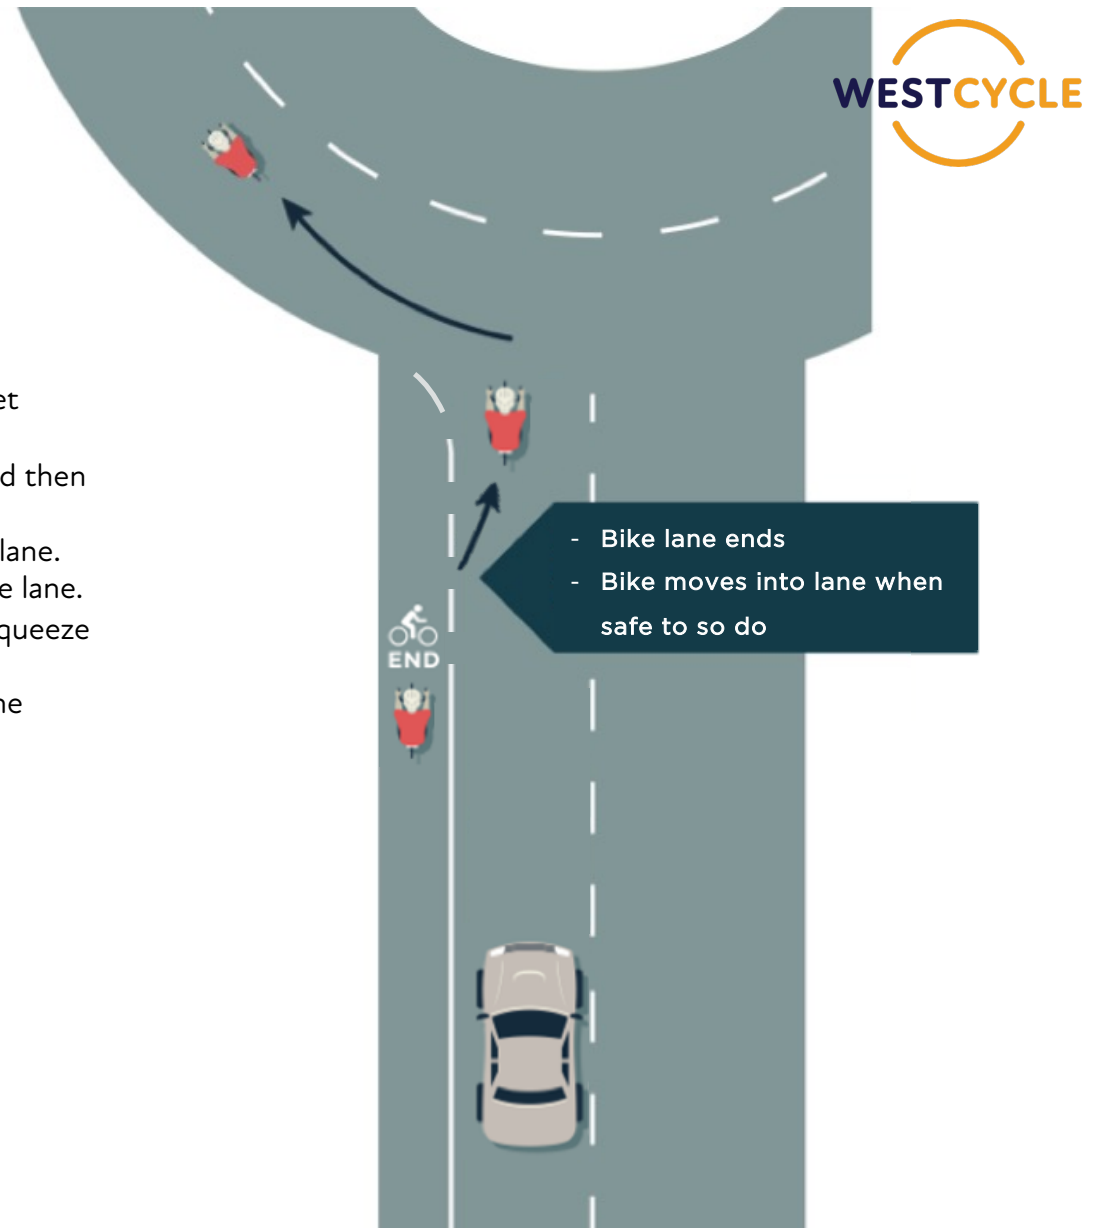 WESTCYCLE
et
d then
lane.
e lane.
queeze
ne
- Bike lane ends
- Bike moves into lane when
safe to so do
END